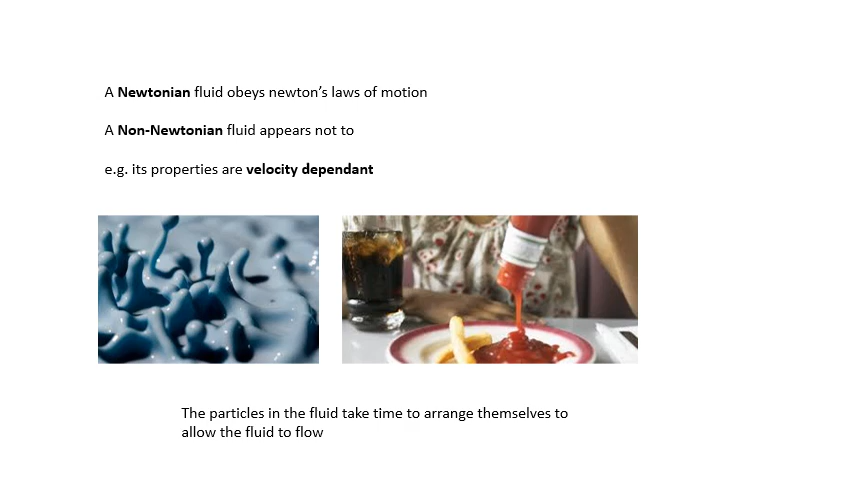 A Newtonian fluid obeys newton’s laws of motion
A Non-Newtonian fluid appears not to
e.g. its properties are velocity dependant
The particles in the fluid take time to arrange themselves to
allow the fluid to flow